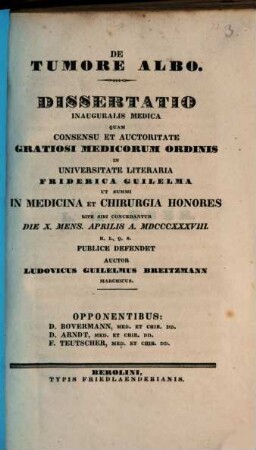 3.
DE
TUMORE ALBO.
DISSERTATIO
INAUGURALIS MEDICA
QUAM
CONSENSU ET AUCTORITATE
GRATIOSI MEDICORUM ORDINIS
IN
UNIVERSITATE LITERARIA
FRIDERICA GUILELMA
UT SUMMI
IN MEDICINA ET CHIRURGIA HONORES
RITE SIBI CONCEDANTUR
DIE X. MENS. APRILIS A. MDCCCXXXVIII.
H. L. Q. S.
PUBLICE DEFENDET
AUCTOR
LUDOVICUS GUILELMUS BREITZMANN
MARCHICUS.
OPPONENTIBUS:
D. BOVERMANN, MED. ET CHIR. DD.
D. ARNDT, MED. ET CHIR. DD.
F. TEUTSCHER, MED. ET CHIR. DD.
BEROLINI,
TYPIS FRIEDLAENDERIANIS.